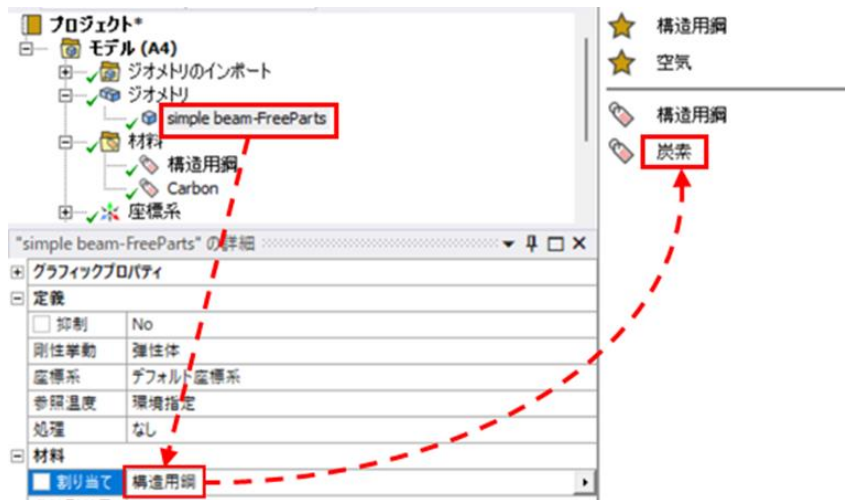 プロジェクト*
モデル (A4)
ジオメトリのインポート
ジオメトリ
simple beam-FreeParts
材料
構造用鋼
Carbon
座標系
"simple beam-FreeParts" の詳細
グラフィックプロパティ
定義
抑制 No
剛性挙動 弾性体
座標系 デフォルト座標系
参照温度 環境指定
処理 なし
材料
割り当て 構造用鋼
構造用鋼
空気
構造用鋼
炭素